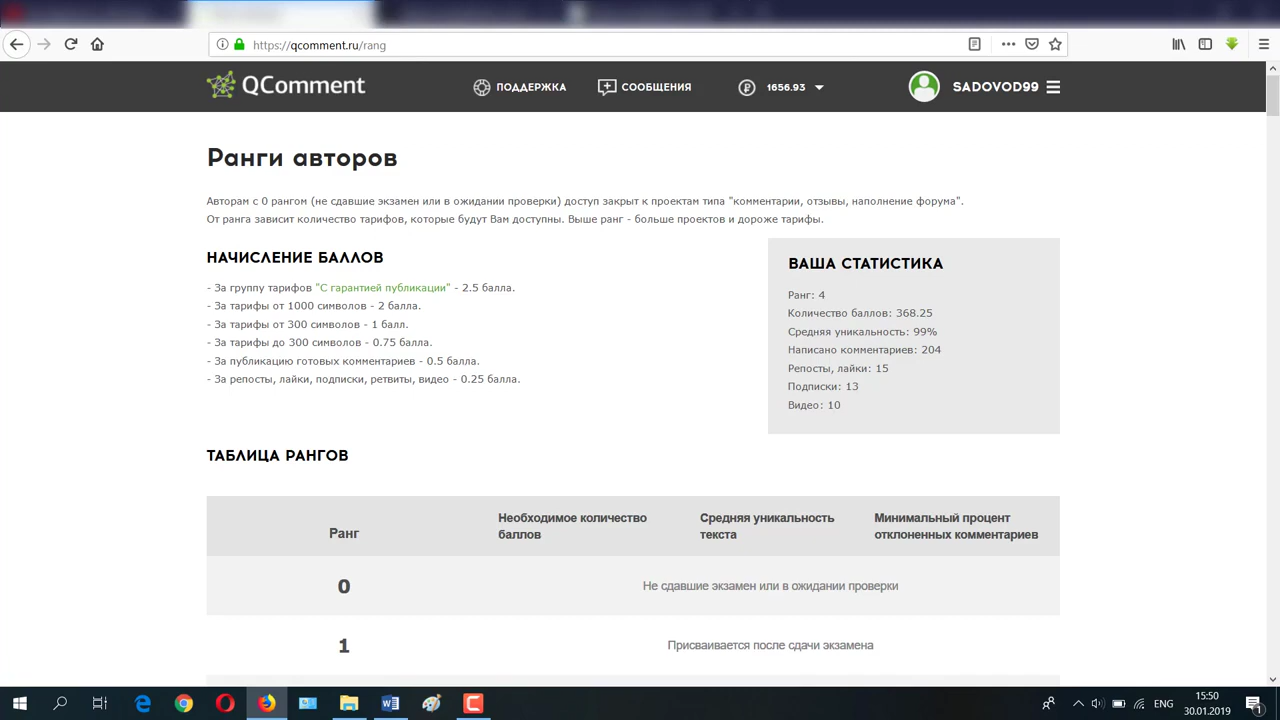 https://qcomment.ru/rang
QComment
ПОДДЕРЖКА
СООБЩЕНИЯ
1656.93
SADOVOD99
Ранги авторов
Авторам с 0 рангом (не сдавшие экзамен или в ожидании проверки) доступ закрыт к проектам типа "комментарии, отзывы, наполнение форума".
От ранга зависит количество тарифов, которые будут Вам доступны. Выше ранг - больше проектов и дороже тарифы.
НАЧИСЛЕНИЕ БАЛЛОВ
- За группу тарифов "С гарантией публикации" - 2.5 балла.
- За тарифы от 1000 символов - 2 балла.
- За тарифы от 300 символов - 1 балл.
- За тарифы до 300 символов - 0.75 балла.
- За публикацию готовых комментариев - 0.5 балла.
- За репосты, лайки, подписки, ретвиты, видео - 0.25 балла.
ВАША СТАТИСТИКА
Ранг: 4
Количество баллов: 368.25
Средняя уникальность: 99%
Написано комментариев: 204
Репосты, лайки: 15
Подписки: 13
Видео: 10
ТАБЛИЦА РАНГОВ
Ранг
Необходимое количество
баллов
Средняя уникальность
текста
Минимальный процент
отклоненных комментариев
0
Не сдавшие экзамен или в ожидании проверки
1
Присваивается после сдачи экзамена
ENG
15:50
30.01.2019
1